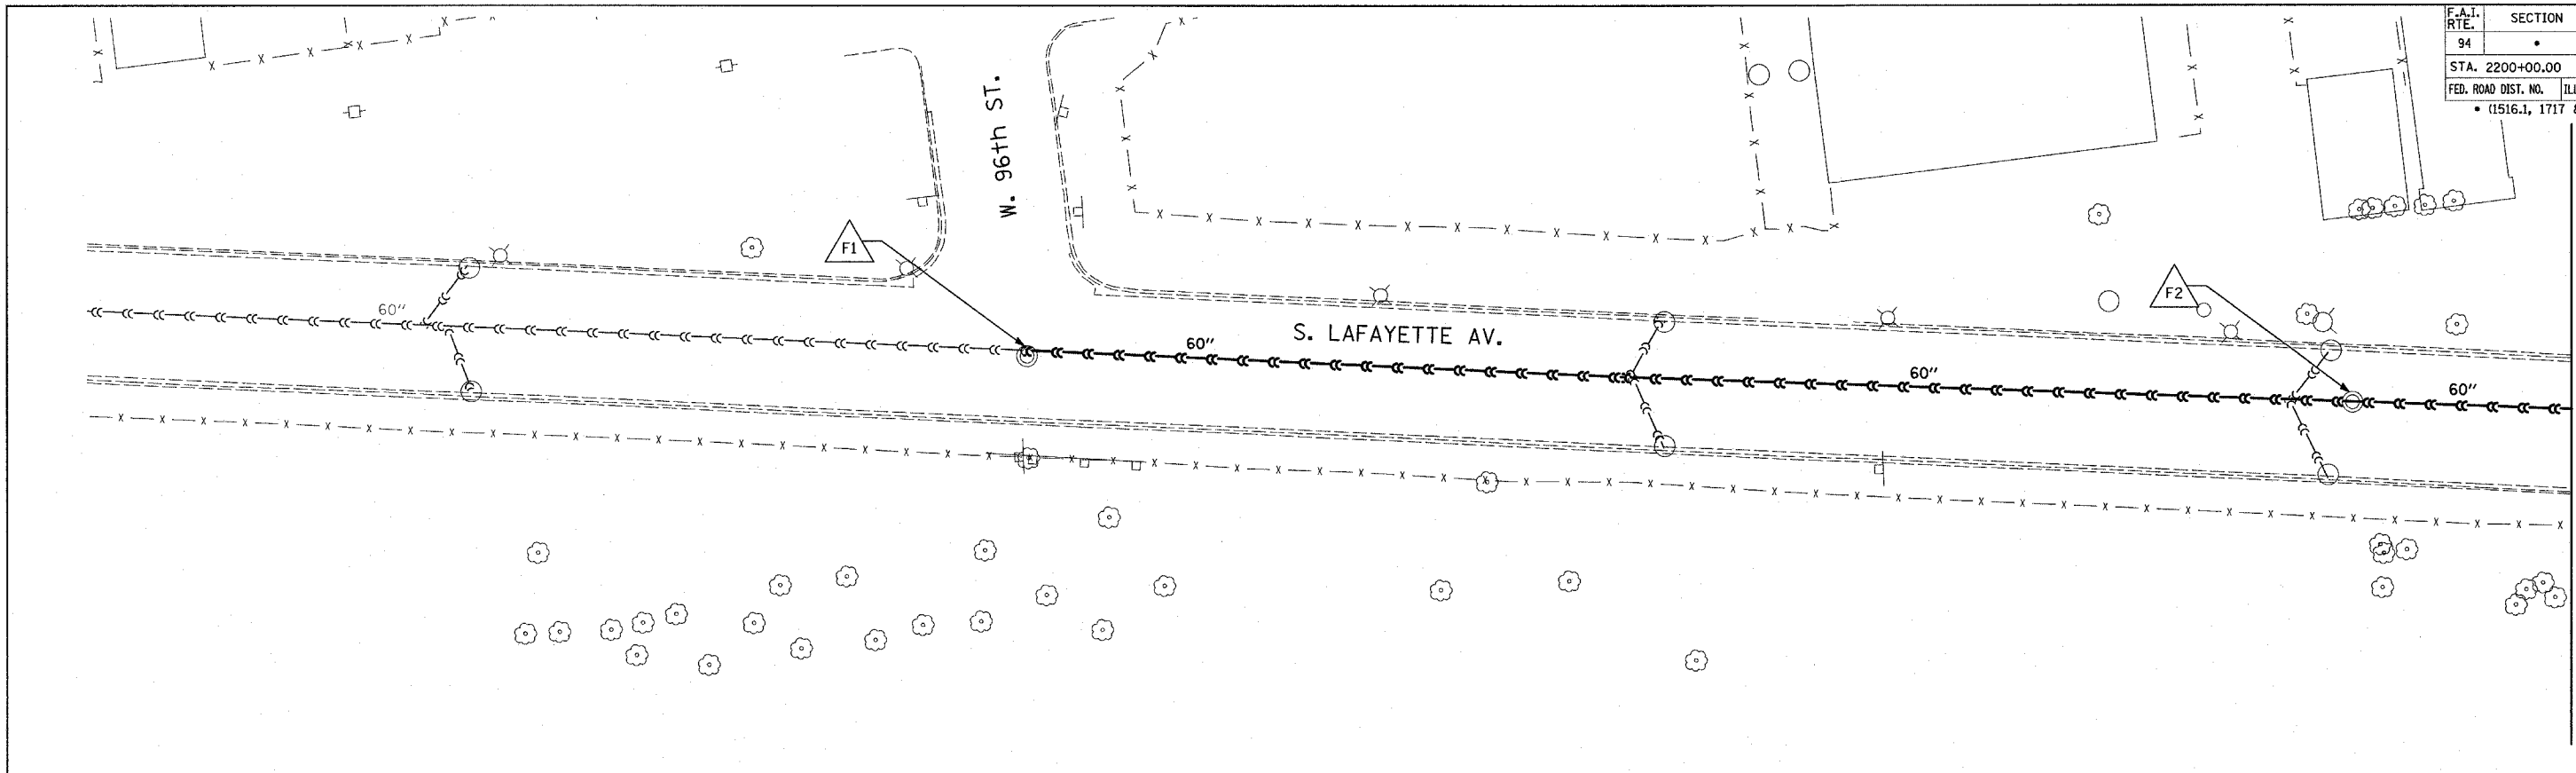 F.A.I. RTE. SECTION
94 •
STA. 2200+00.00
FED. ROAD DIST. NO.
• (1516.1, 1717 &
W. 96th ST.
F1
F2
60"
S. LAFAYETTE AV.
60"
60"
60"